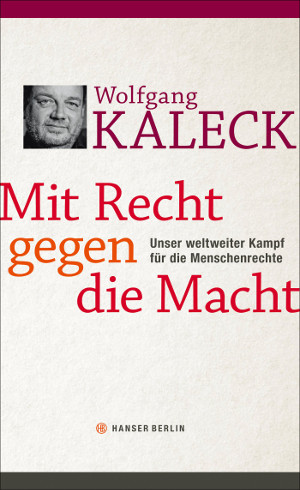 Wolfgang
KALECK
Mit Recht
gegen
Unser weltweiter Kampf
für die Menschenrechte
die Macht
HANSER BERLIN